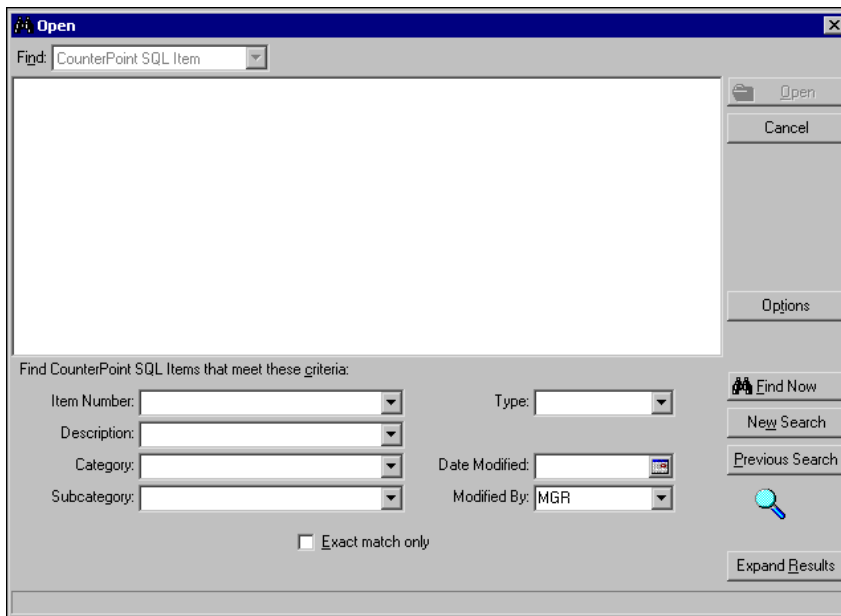 Open
Find: CounterPoint SQL Item
Open
Cancel
Options
Find CounterPoint SQL Items that meet these criteria:
Item Number:
Type:
Description:
Category:
Date Modified:
Subcategory:
Modified By: MGR
Exact match only
Find Now
New Search
Previous Search
Expand Results